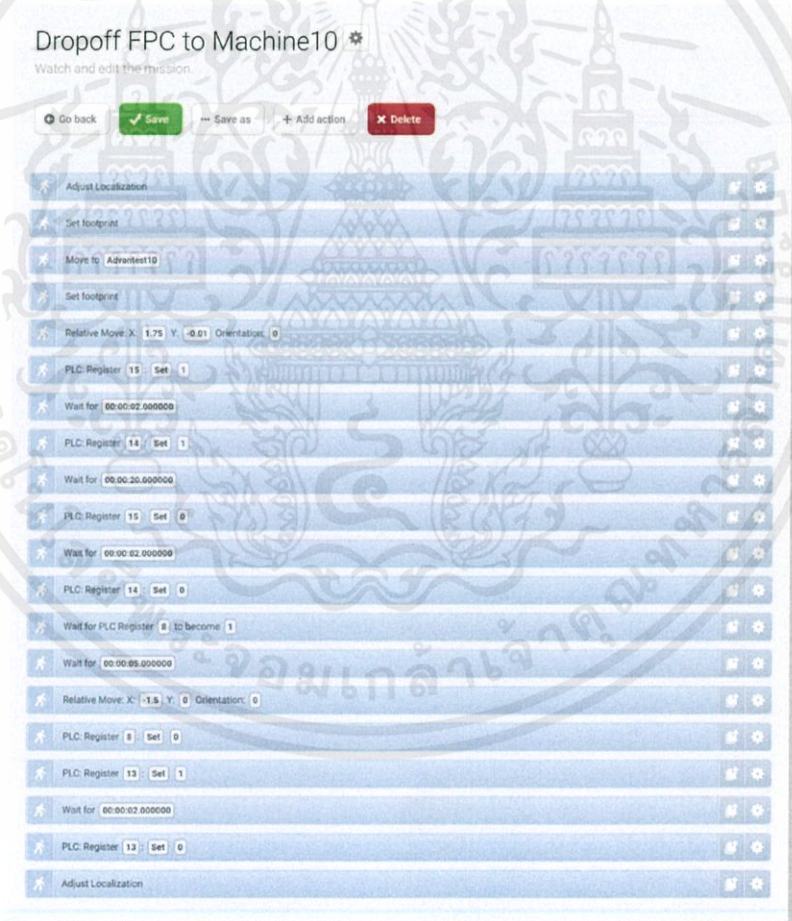 Dropoff FPC to Machine10
Watch and edit the mission.
Go back Save Save as Add action Delete
Adjust Localization
Set footprint
Move to Advantest10
Set footprint
Relative Move: X: 1.75 Y: -0.01 Orientation: 0
PLC: Register 15 : Set 1
Wait for 00:00:02.000000
PLC: Register 14 : Set 1
Wait for 00:00:20.000000
PLC: Register 15 : Set 0
Wait for 00:00:02.000000
PLC: Register 14 : Set 0
Wait for PLC Register 8 to become 1
Wait for 00:00:05.000000
Relative Move: X: -1.5 Y: 0 Orientation: 0
PLC: Register 8 : Set 0
PLC: Register 13 : Set 1
Wait for 00:00:02.000000
PLC: Register 13 : Set 0
Adjust Localization